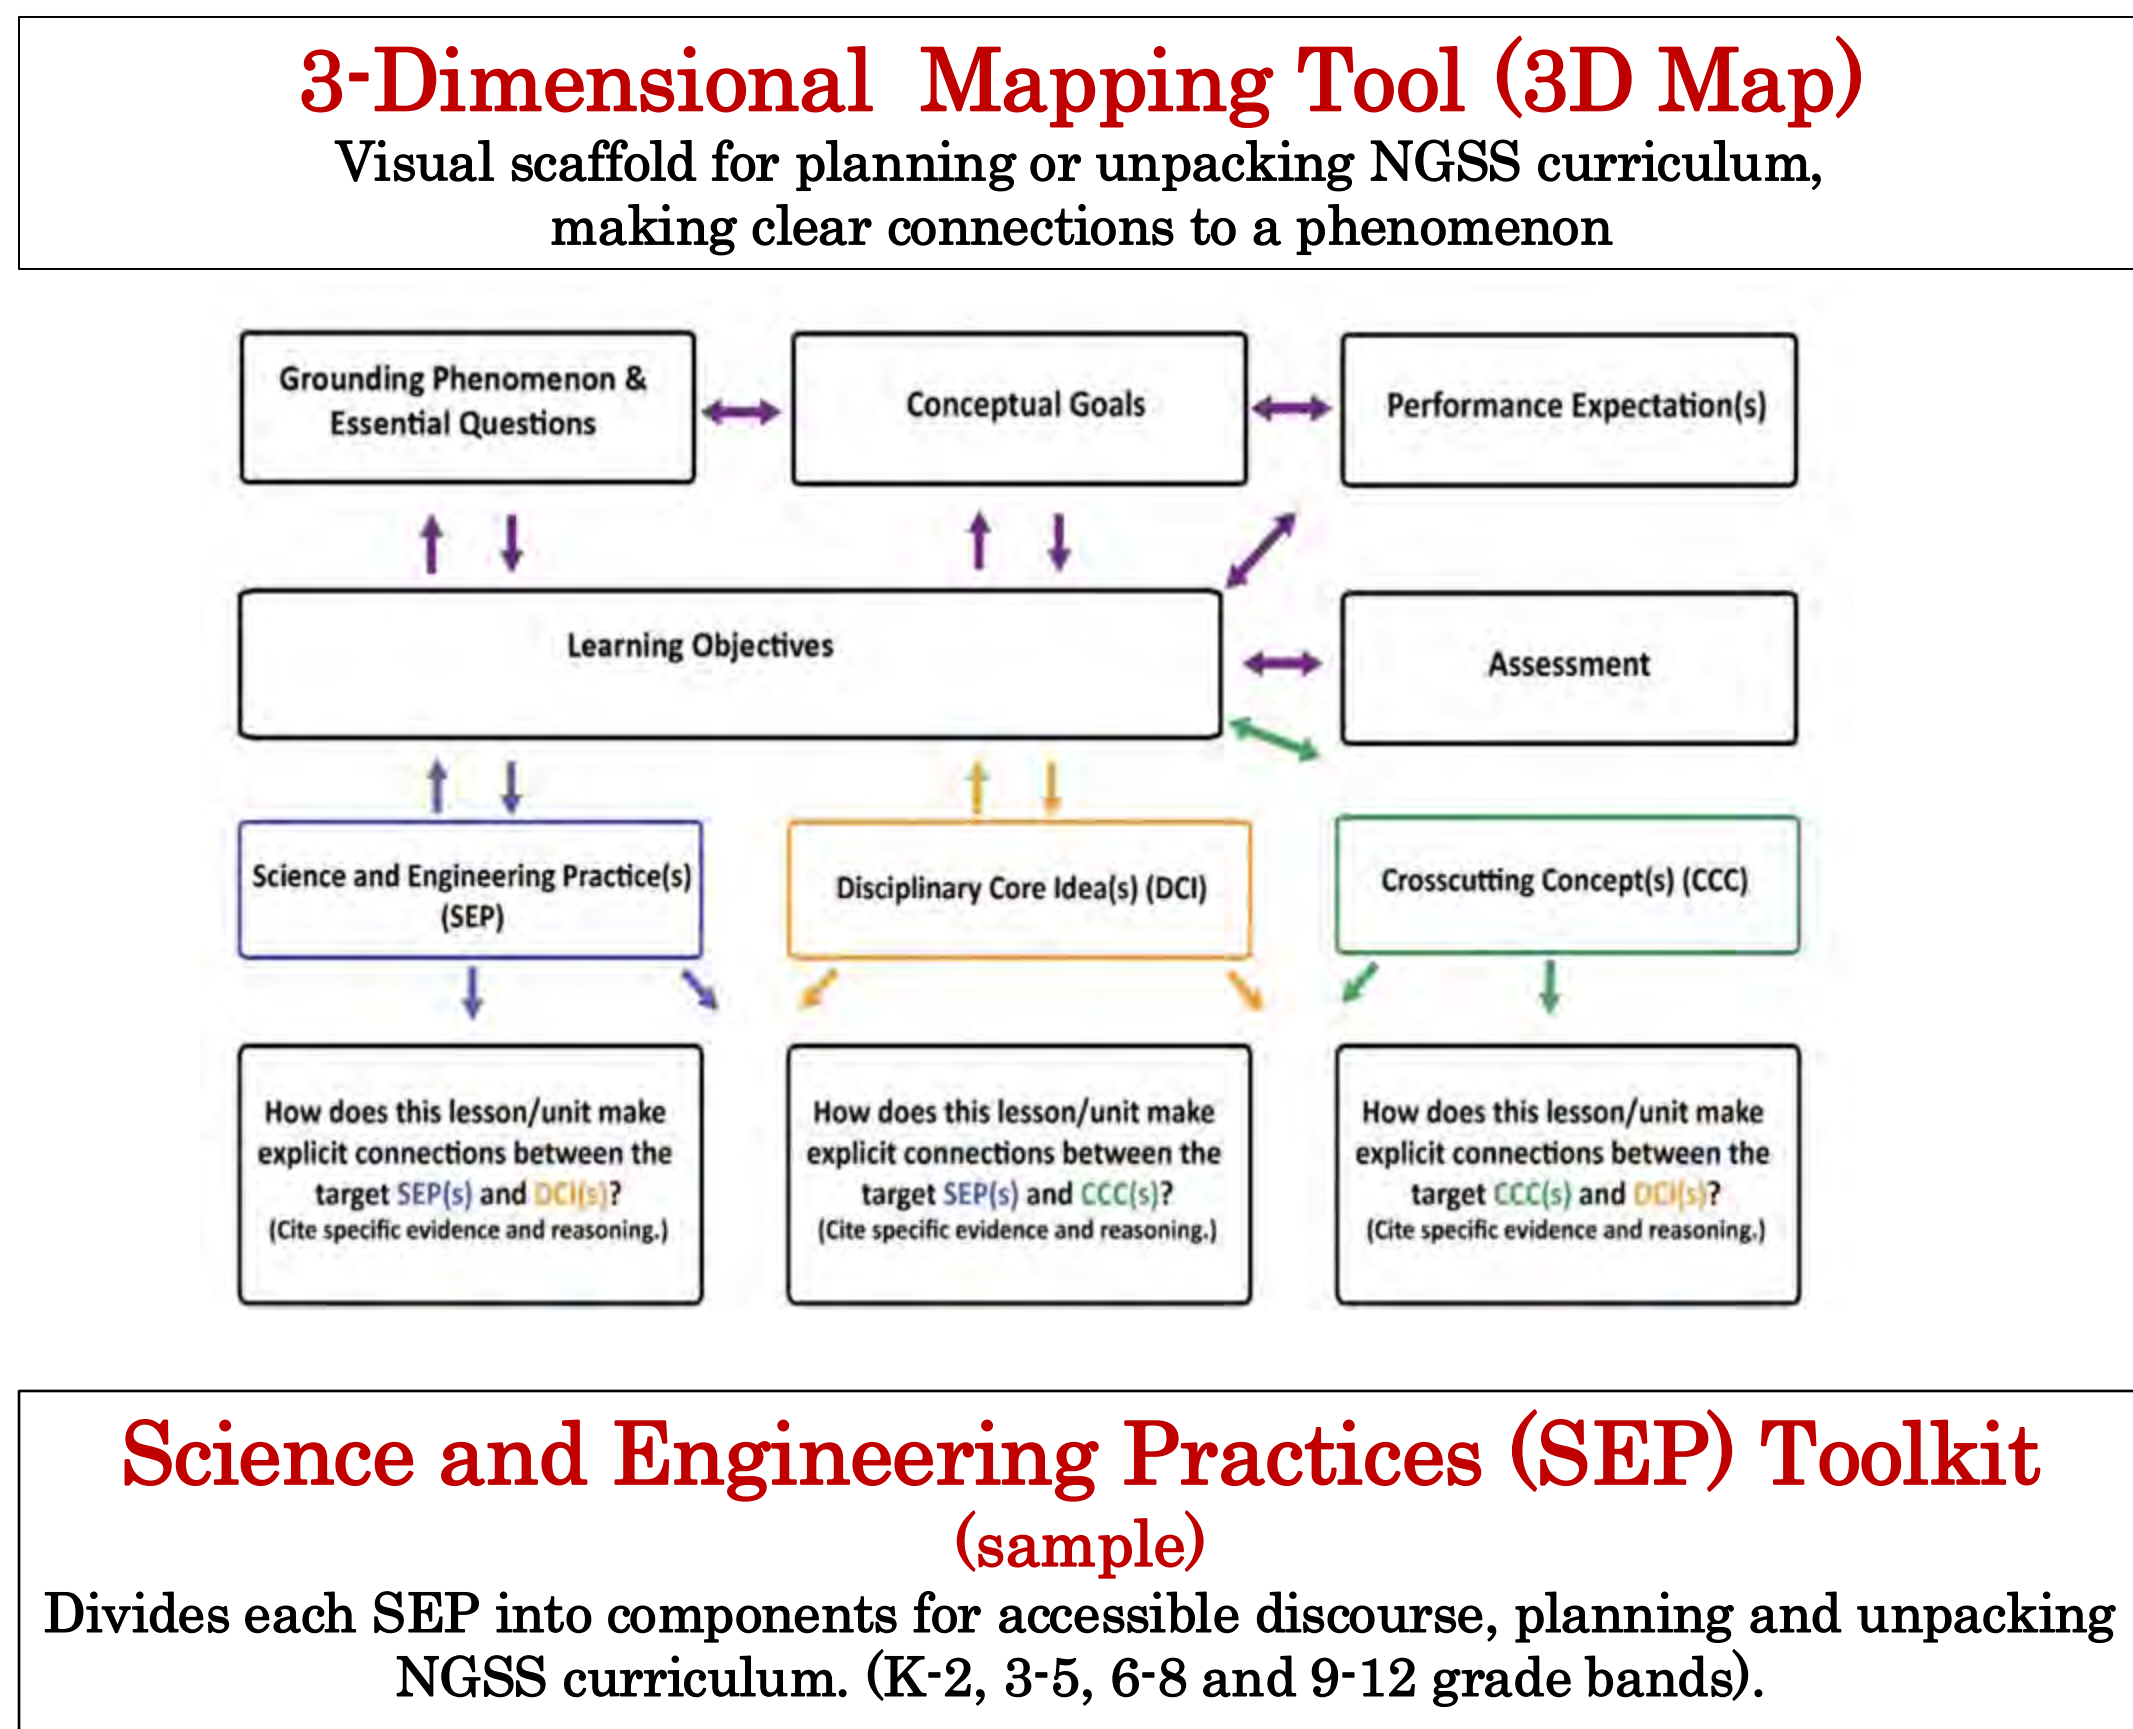 3-Dimensional Mapping Tool (3D Map)
Visual scaffold for planning or unpacking NGSS curriculum,
making clear connections to a phenomenon
Grounding Phenomenon &
Essential Questions
Conceptual Goals
Performance Expectation(s)
Learning Objectives
Assessment
Science and Engineering Practice(s)
(SEP)
Disciplinary Core Idea(s) (DCI)
Crosscutting Concept(s) (CCC)
How does this lesson/unit make
explicit connections between the
target SEP(s) and DCI(s)?
(Cite specific evidence and reasoning.)
How does this lesson/unit make
explicit connections between the
target SEP(s) and CCC(s)?
(Cite specific evidence and reasoning.)
How does this lesson/unit make
explicit connections between the
target CCC(s) and DCI(s)?
(Cite specific evidence and reasoning.)
Science and Engineering Practices (SEP) Toolkit
(sample)
Divides each SEP into components for accessible discourse, planning and unpacking
NGSS curriculum. (K-2, 3-5, 6-8 and 9-12 grade bands).